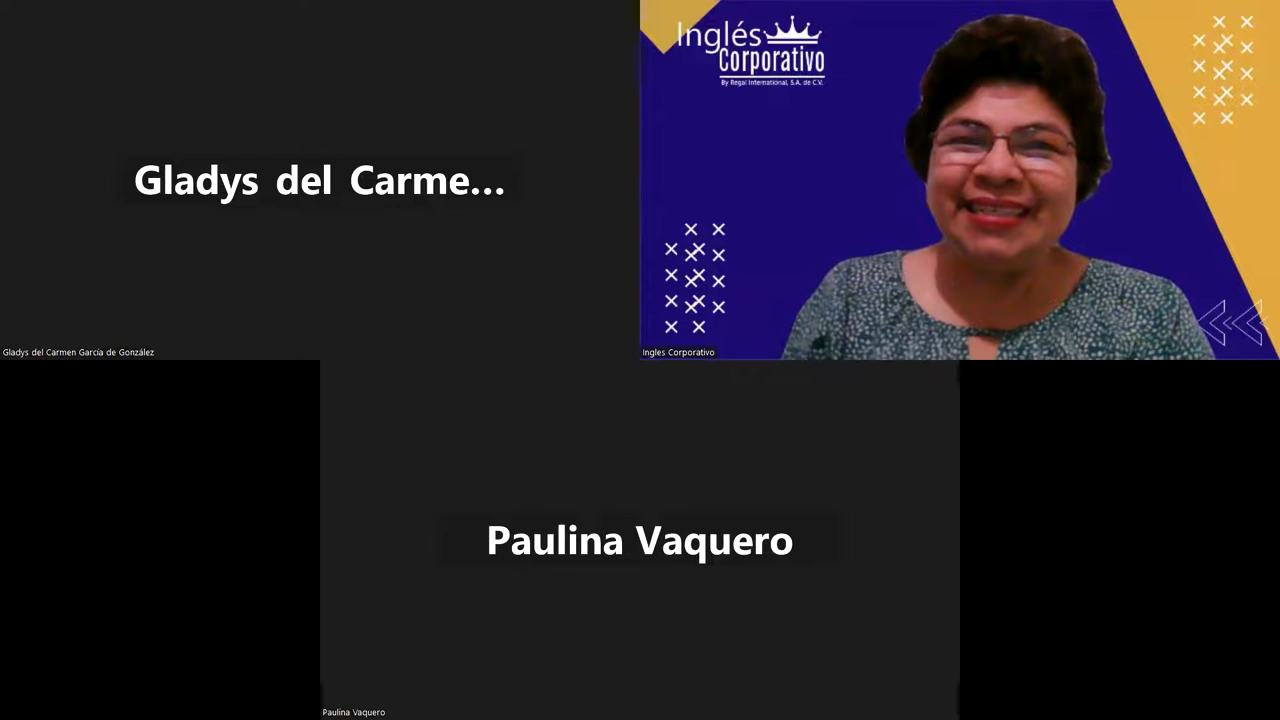 Gladys del Carme...
Gladys del Carmen García de González
Inglés
Corporativo
By Regal International, S.A. de C.V.
Ingles Corporativo
Paulina Vaquero
Paulina Vaquero